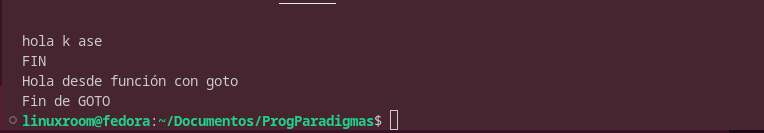 hola k ase
FIN
Hola desde función con goto
Fin de GOTO
linuxroom@fedora:~/Documentos/ProgParadigmas$